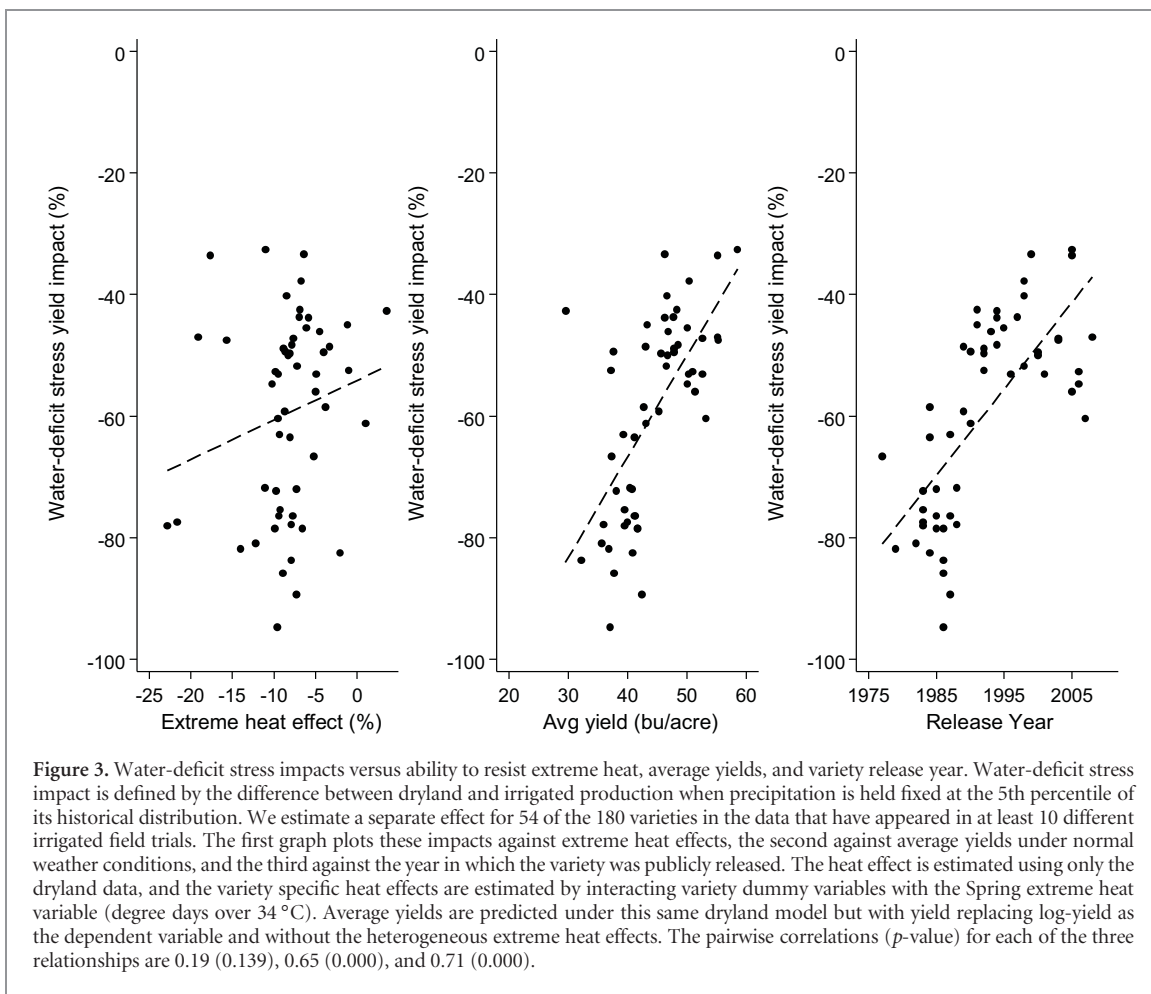 0
-20
-40
-60
-80
-100
Water-deficit stress yield impact (%)
-25 -20 -15 -10 -5 0
Extreme heat effect (%)
0
-20
-40
-60
-80
-100
Water-deficit stress yield impact (%)
20 30 40 50 60
Avg yield (bu/acre)
0
-20
-40
-60
-80
-100
Water-deficit stress yield impact (%)
1975 1985 1995 2005
Release Year
Figure 3. Water-deficit stress impacts versus ability to resist extreme heat, average yields, and variety release year. Water-deficit stress
impact is defined by the difference between dryland and irrigated production when precipitation is held fixed at the 5th percentile of
its historical distribution. We estimate a separate effect for 54 of the 180 varieties in the data that have appeared in at least 10 different
irrigated field trials. The first graph plots these impacts against extreme heat effects, the second against average yields under normal
weather conditions, and the third against the year in which the variety was publicly released. The heat effect is estimated using only the
dryland data, and the variety specific heat effects are estimated by interacting variety dummy variables with the Spring extreme heat
variable (degree days over 34 °C). Average yields are predicted under this same dryland model but with yield replacing log-yield as
the dependent variable and without the heterogeneous extreme heat effects. The pairwise correlations (p-value) for each of the three
relationships are 0.19 (0.139), 0.65 (0.000), and 0.71 (0.000).